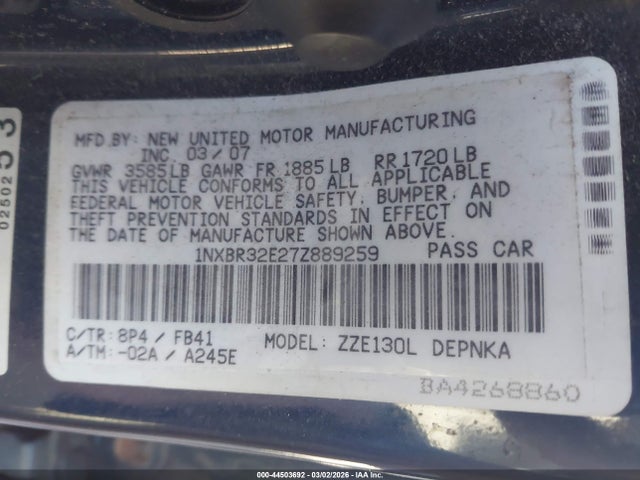 MFD.BY: NEW UNITED MOTOR MANUFACTURING
INC. 03/07
GVWR 3585LB GAWR FR 1885LB RR 1720LB
THIS VEHICLE CONFORMS TO ALL APPLICABLE
FEDERAL MOTOR VEHICLE SAFETY, BUMPER, AND
THEFT PREVENTION STANDARDS IN EFFECT ON
THE DATE OF MANUFACTURE SHOWN ABOVE.
1NXBR32E27Z889259 PASS CAR
C/TR: 8P4 / FB41 MODEL: ZZE130L DEPNKA
A/TM: -02A / A245E
BA4268860
0250253
000-44503692 - 03/02/2026 - IAA Holdings, LLC